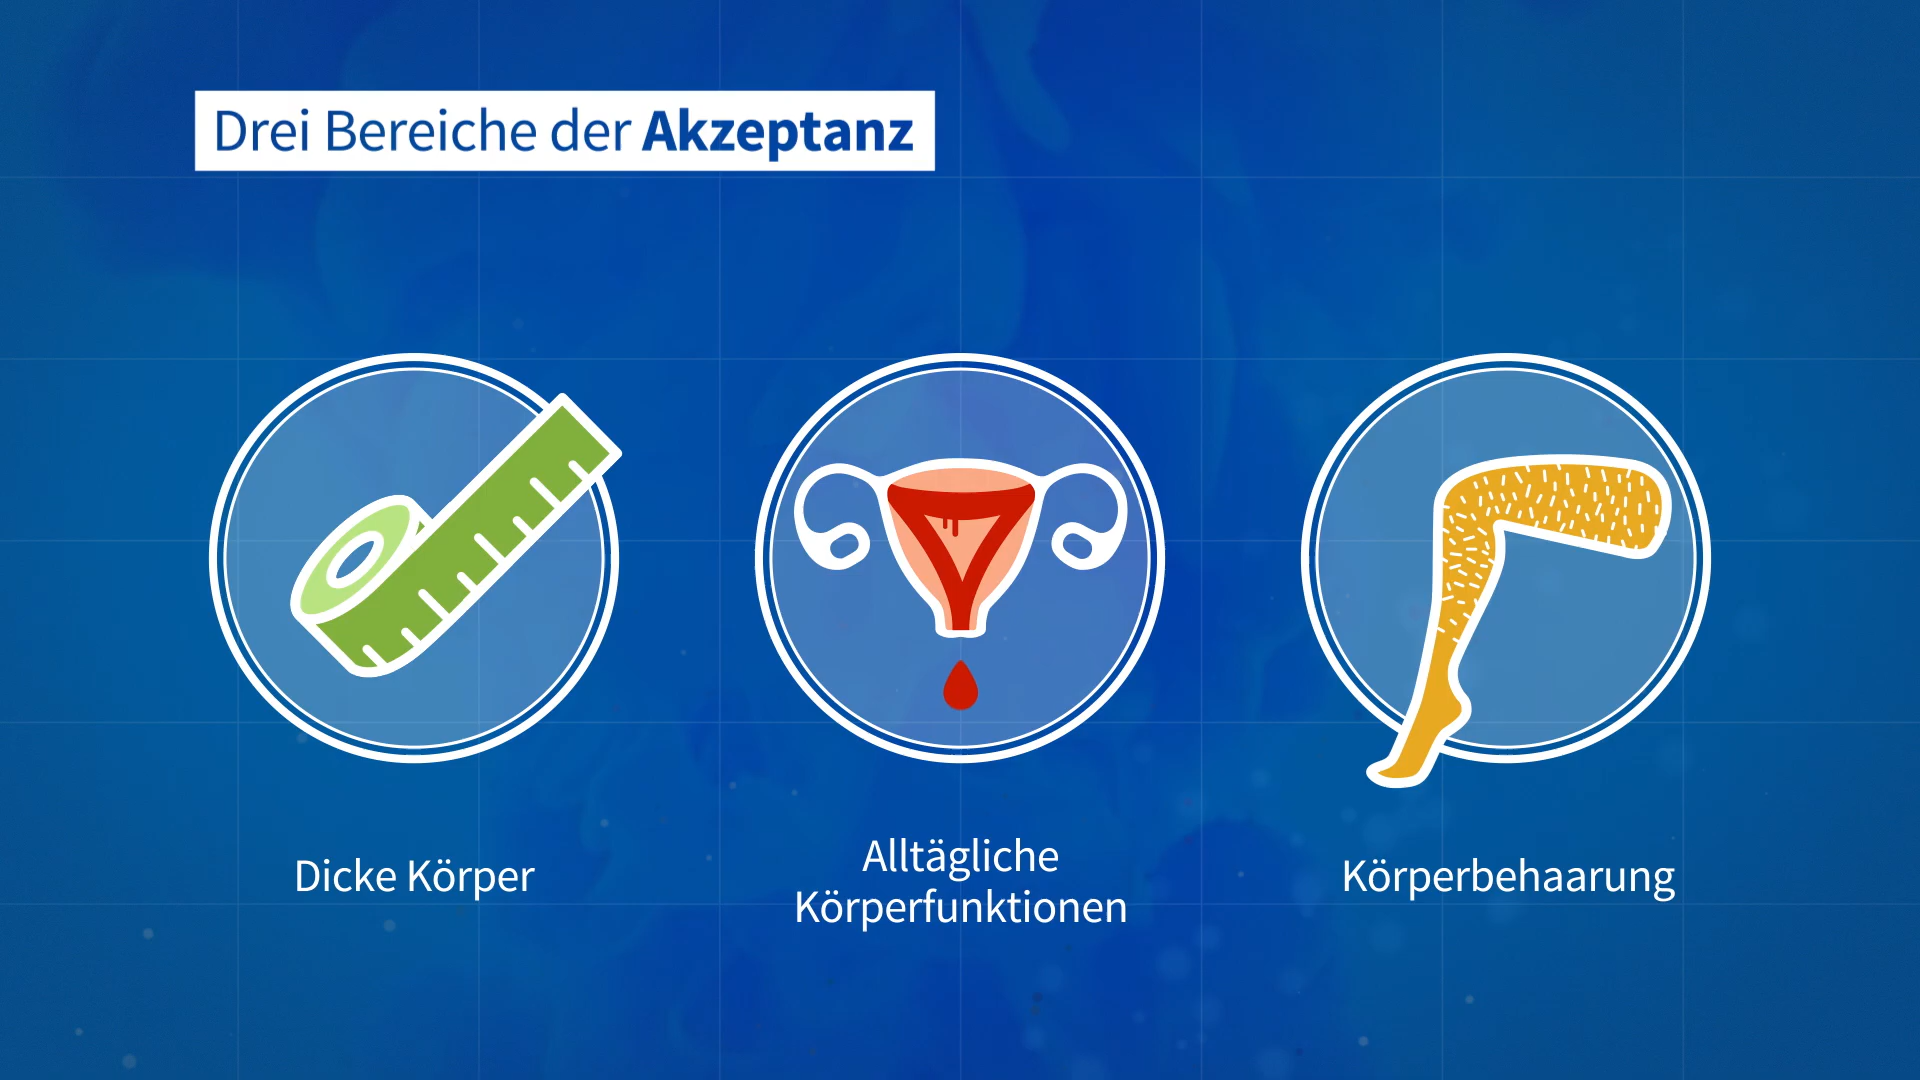 Drei Bereiche der Akzeptanz
Dicke Körper
Alltägliche
Körperfunktionen
Körperbehaarung